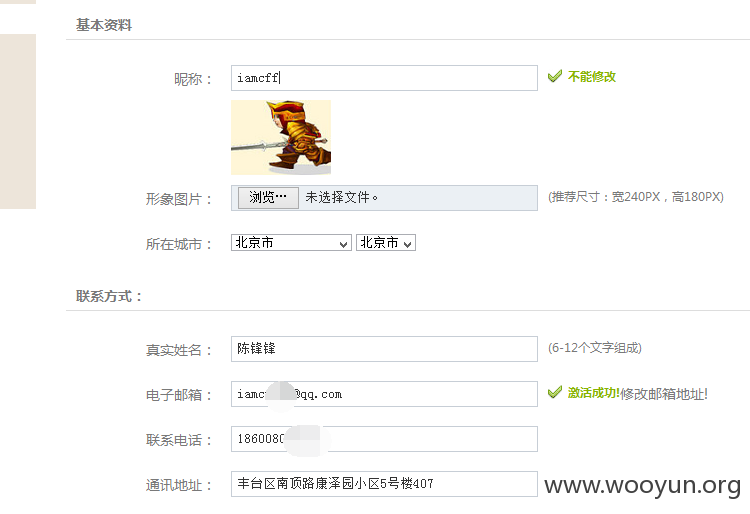 基本资料
昵称： iamcff 不能修改
形象图片： 浏览… 未选择文件。 (推荐尺寸：宽240PX，高180PX)
所在城市： 北京市 北京市
联系方式：
真实姓名： 陈锋锋 (6-12个文字组成)
电子邮箱： iamc @qq.com 激活成功!修改邮箱地址!
联系电话： 186008
通讯地址： 丰台区南顶路康泽园小区5号楼407
www.wooyun.org